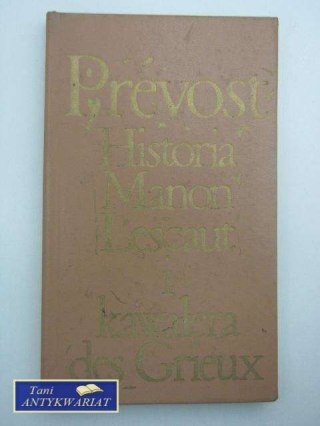 Prévost
Historia
Manon
Lescaut
i
kawalera
des Grieux
Tani
ANTYKWARIAT